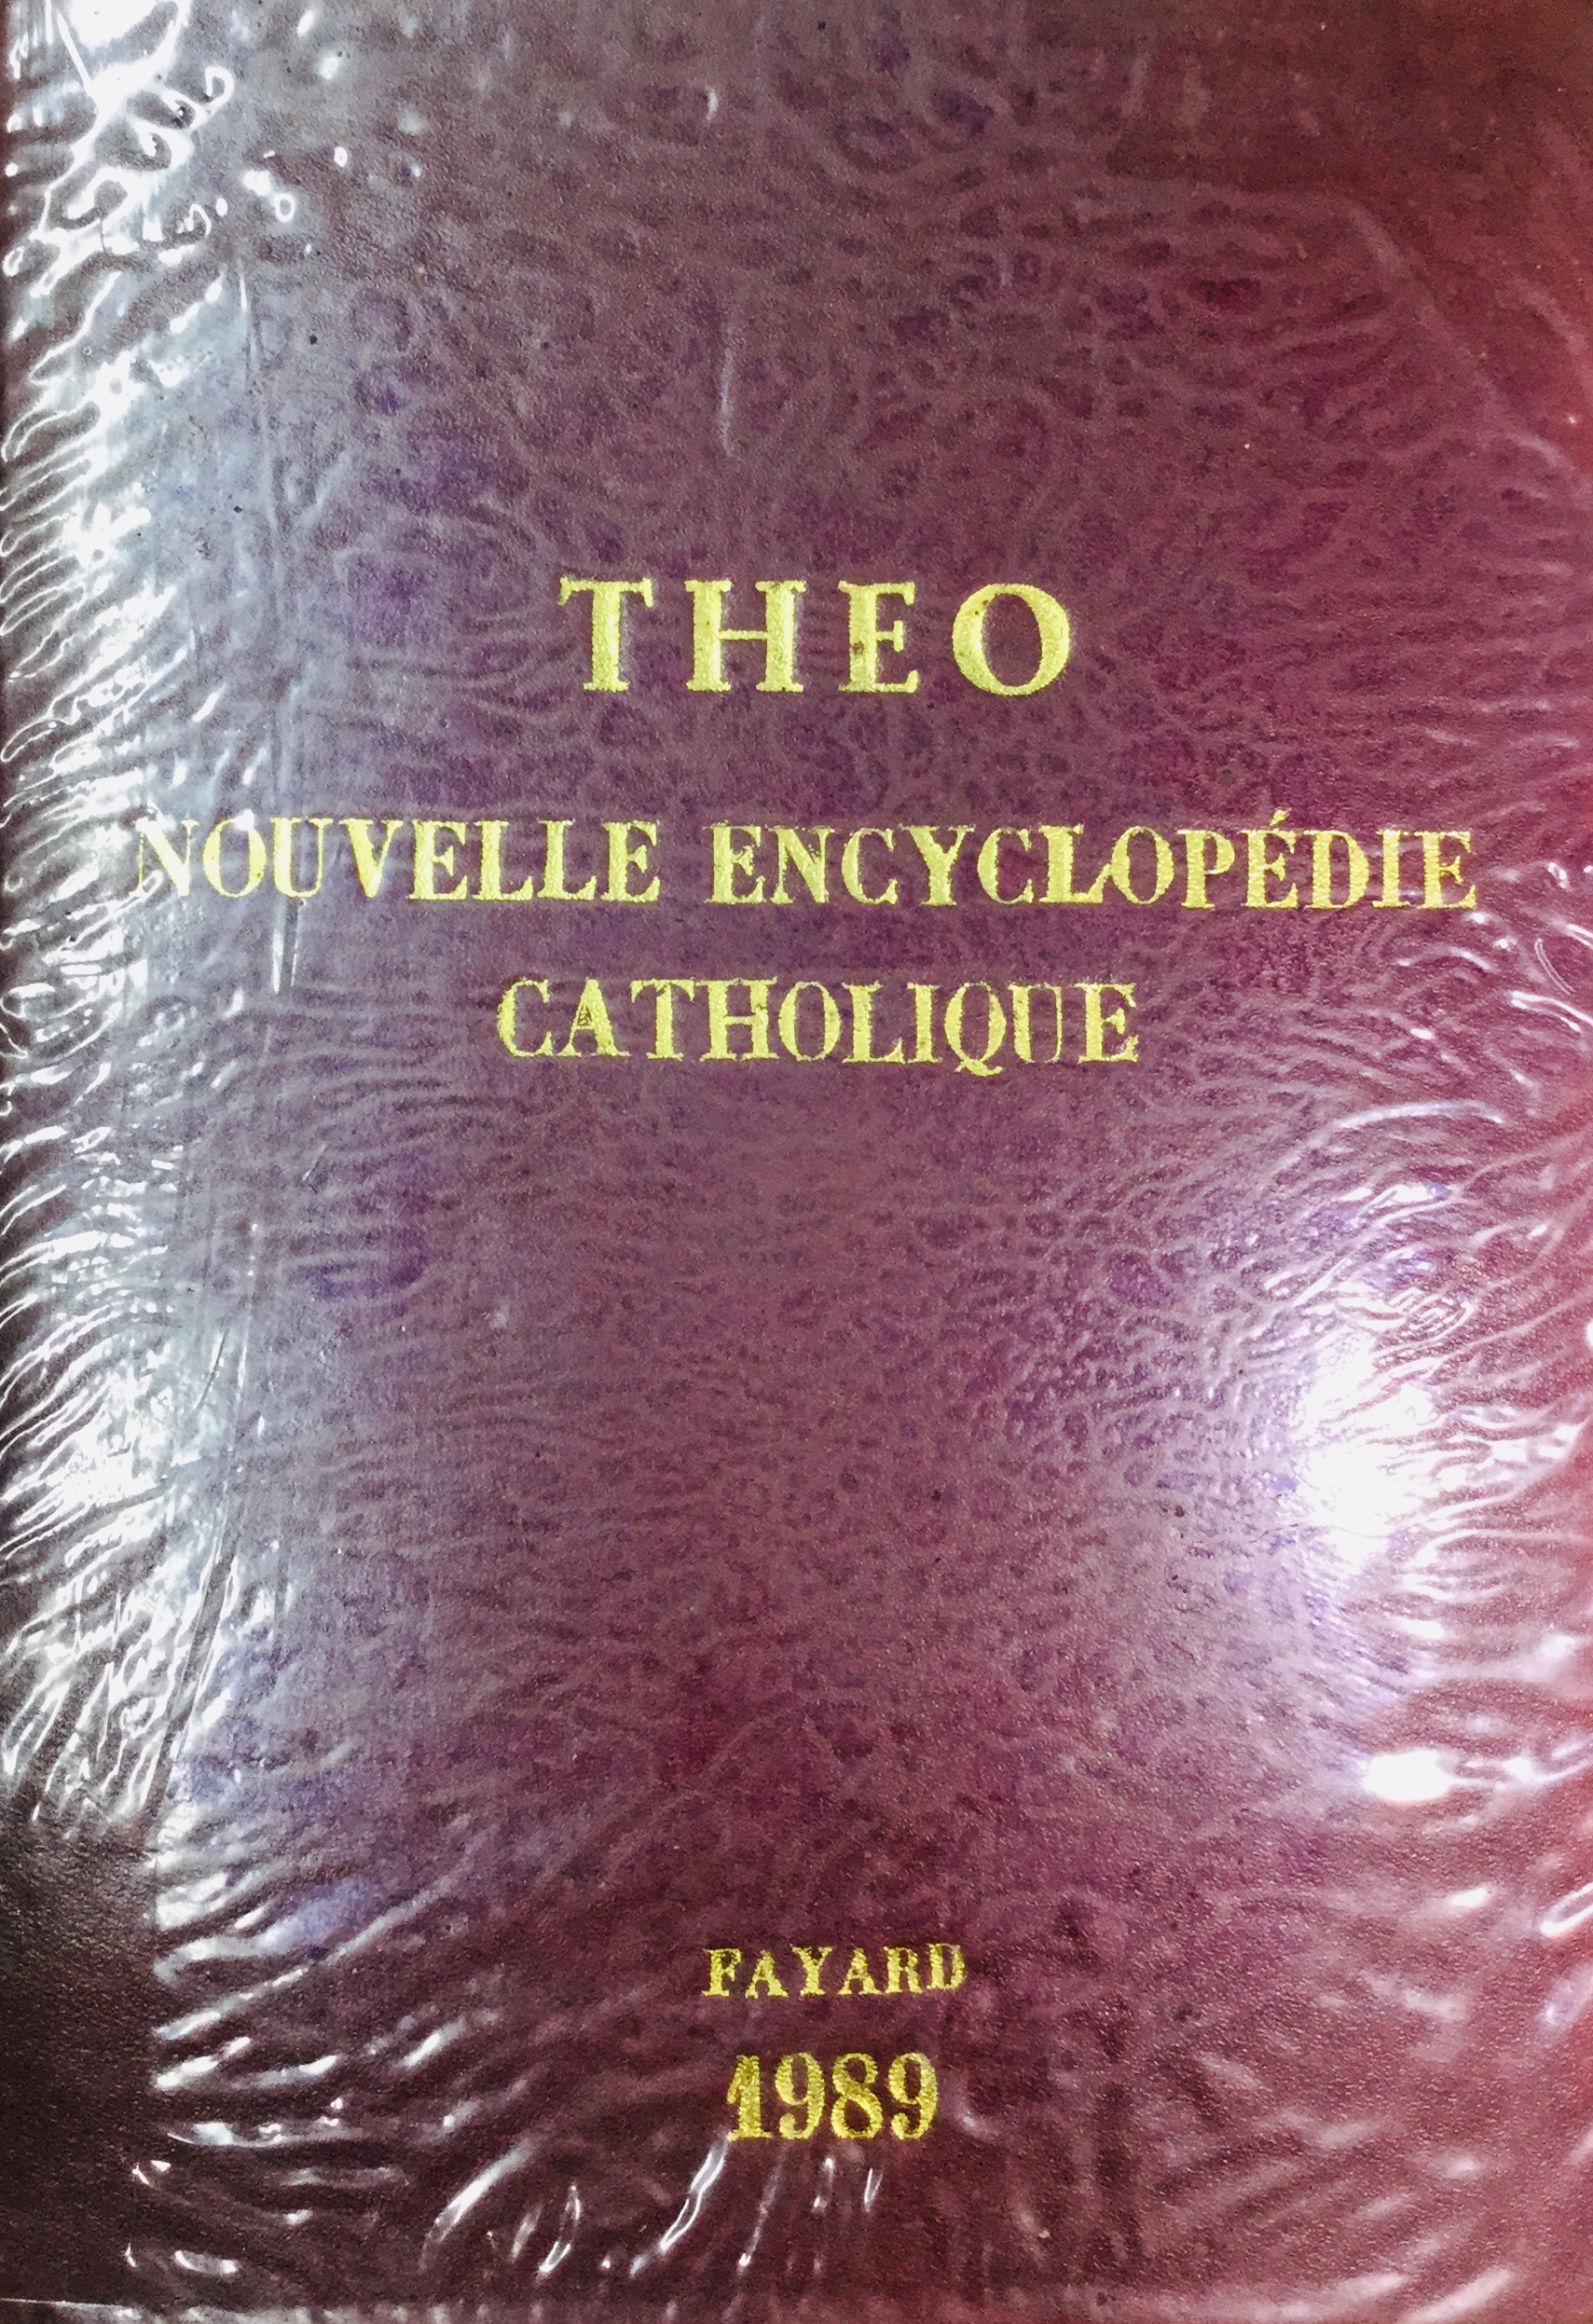 THEO
NOUVELLE ENCYCLOPÉDIE
CATHOLIQUE
FAYARD
1989